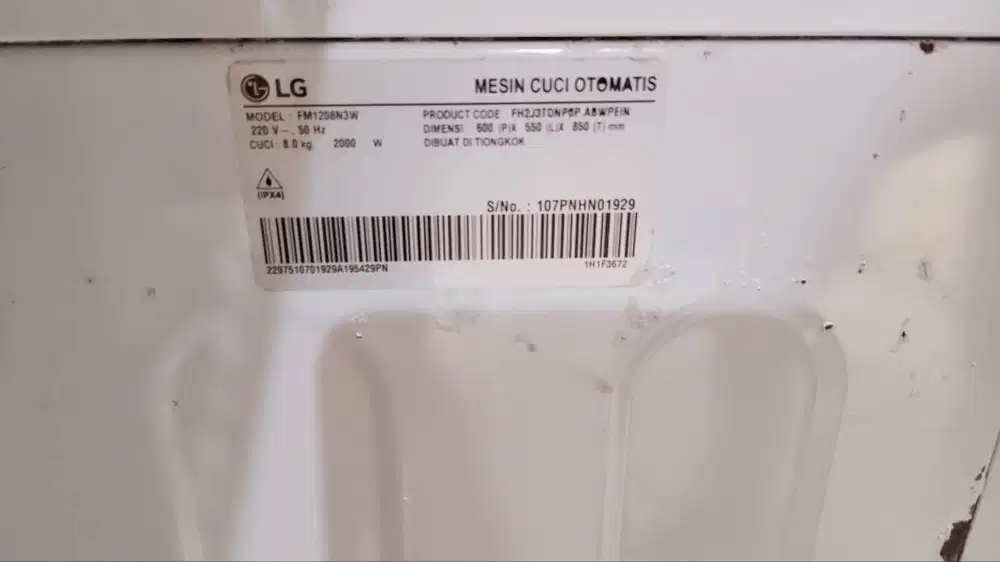 LG MESIN CUCI OTOMATIS
MODEL : FM1208N3W PRODUCT CODE FH2J3TDNP0P.ABWPEIN
220 V~, 50 Hz DIMENSI 600 (P)X 550 (L)X 850 (T) mm
CUCI : 8.0 kg. 2000 W DIBUAT DI TIONGKOK
(IPX4)
S/No. : 107PNHN01929
2297510701929A195429PN 1H1F3672